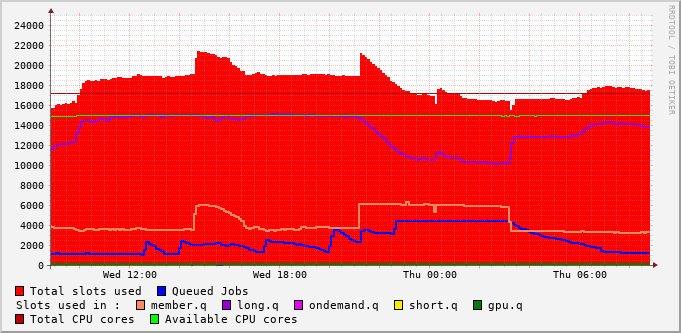 24000
22000
20000
18000
16000
14000
12000
10000
8000
6000
4000
2000
0
Wed 12:00 Wed 18:00 Thu 00:00 Thu 06:00
RRDTOOL / TOBI OETIKER
Total slots used Queued Jobs
Slots used in : member.q long.q ondemand.q short.q gpu.q
Total CPU cores Available CPU cores